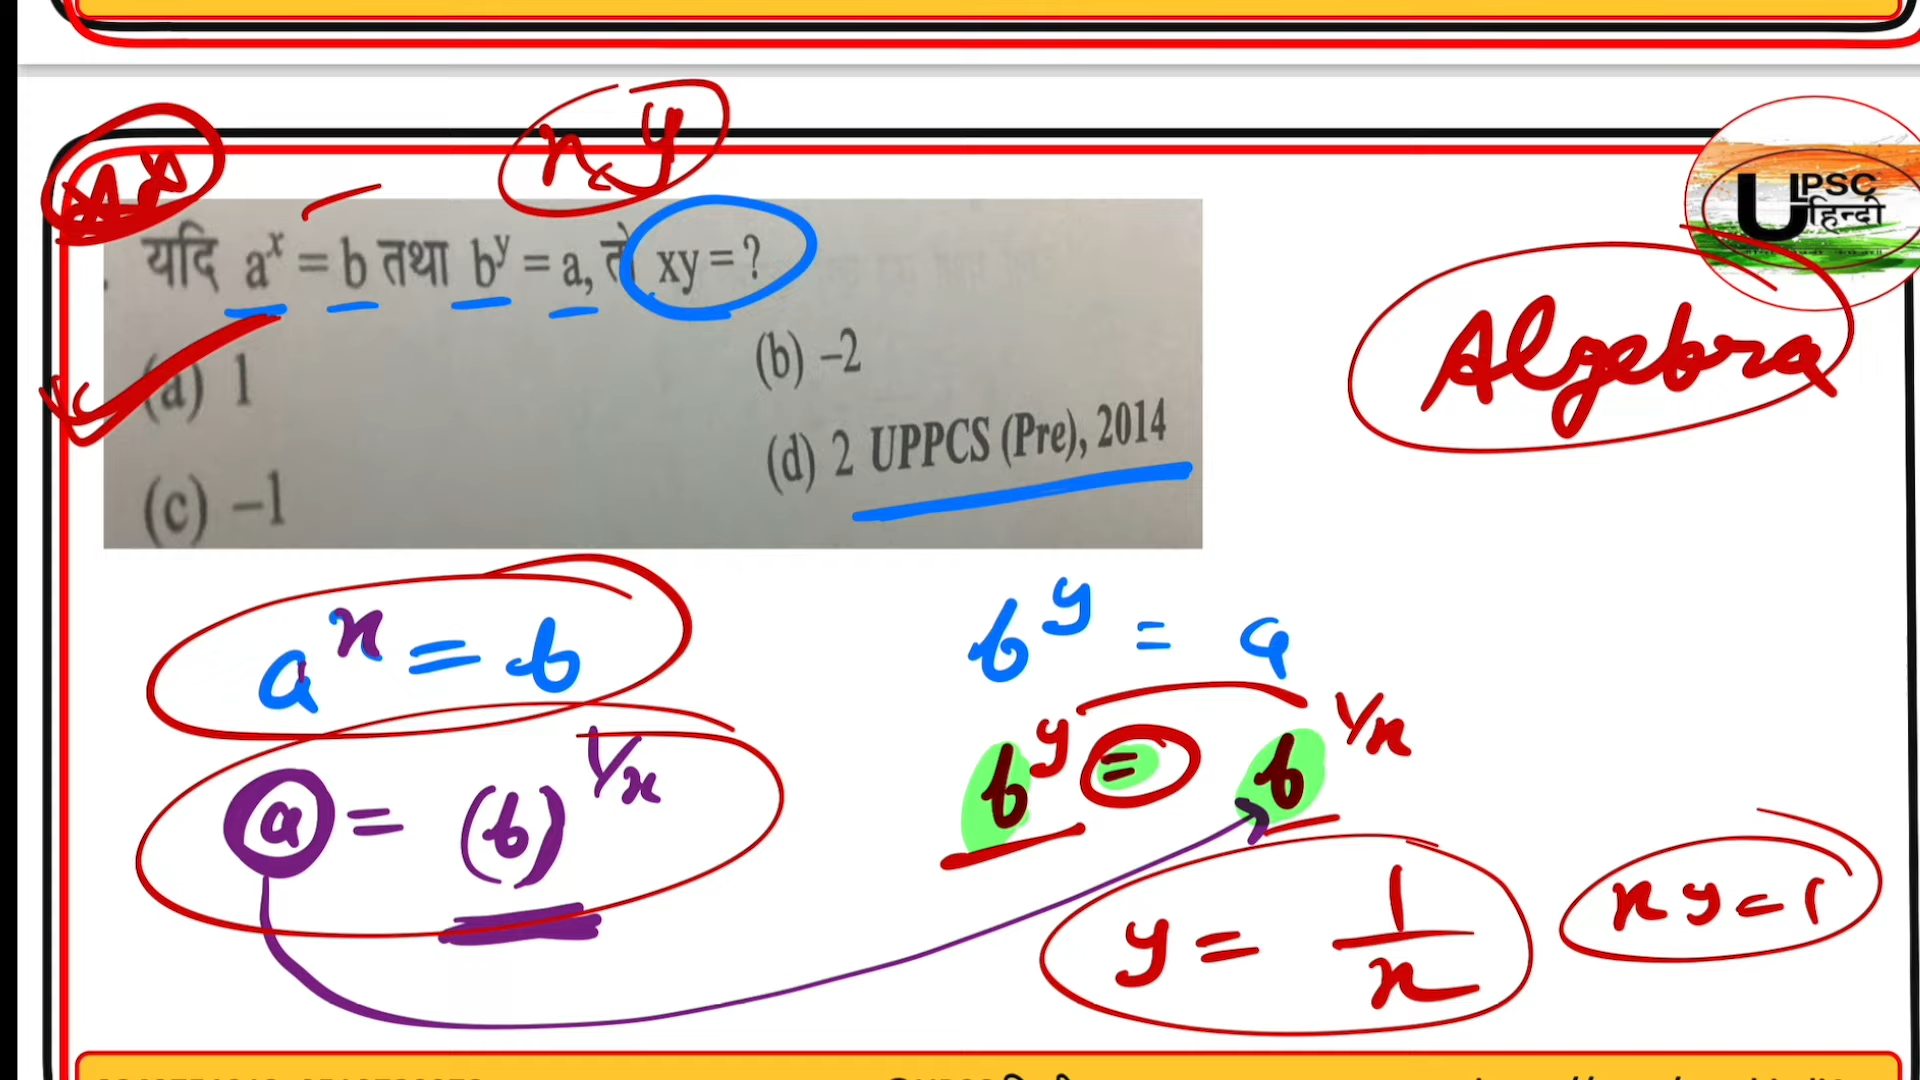 x y
UPSC
हिन्दी
यदि aˣ = b तथा bʸ = a, तो xy = ?
(a) 1
(b) –2
(c) –1
(d) 2 UPPCS (Pre), 2014
Algebra
aˣ = b
bʸ = a
a = (b)^1/x
bʸ = b^1/x
y = 1/x
xy = 1